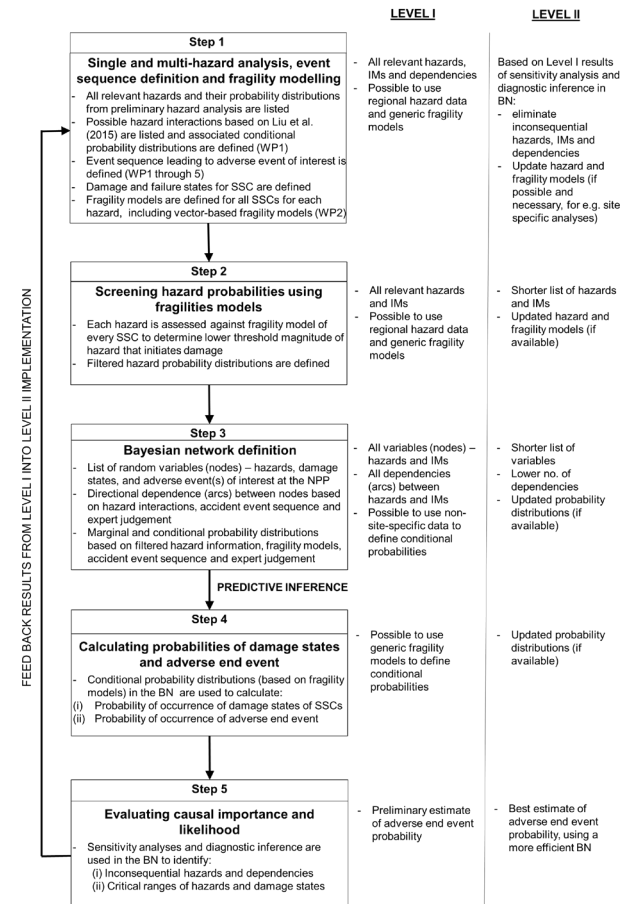 LEVEL I
LEVEL II
Step 1
Single and multi-hazard analysis, event
sequence definition and fragility modelling
- All relevant hazards and their probability distributions
from preliminary hazard analysis are listed
- Possible hazard interactions based on Liu et al.
(2015) are listed and associated conditional
probability distributions are defined (WP1)
- Event sequence leading to adverse event of interest is
defined (WP1 through 5)
- Damage and failure states for SSC are defined
- Fragility models are defined for all SSCs for each
hazard, including vector-based fragility models (WP2)
- All relevant hazards,
IMs and dependencies
- Possible to use
regional hazard data
and generic fragility
models
Based on Level I results
of sensitivity analysis and
diagnostic inference in
BN:
- eliminate
inconsequential
hazards, IMs and
dependencies
- Update hazard and
fragility models (if
possible and
necessary, for e.g. site
specific analyses)
Step 2
Screening hazard probabilities using
fragilities models
- Each hazard is assessed against fragility model of
every SSC to determine lower threshold magnitude of
hazard that initiates damage
- Filtered hazard probability distributions are defined
- All relevant hazards
and IMs
- Possible to use
regional hazard data
and generic fragility
models
- Shorter list of hazards
and IMs
- Updated hazard and
fragility models (if
available)
Step 3
Bayesian network definition
- List of random variables (nodes) – hazards, damage
states, and adverse event(s) of interest at the NPP
- Directional dependence (arcs) between nodes based
on hazard interactions, accident event sequence and
expert judgement
- Marginal and conditional probability distributions
based on filtered hazard information, fragility models,
accident event sequence and expert judgement
- All variables (nodes) –
hazards and IMs
- All dependencies
(arcs) between
hazards and IMs
- Possible to use non-
site-specific data to
define conditional
probabilities
- Shorter list of
variables
- Lower no. of
dependencies
- Updated probability
distributions (if
available)
PREDICTIVE INFERENCE
Step 4
Calculating probabilities of damage states
and adverse end event
- Conditional probability distributions (based on fragility
models) in the BN are used to calculate:
(i) Probability of occurrence of damage states of SSCs
(ii) Probability of occurrence of adverse end event
- Possible to use
generic fragility
models to define
conditional
probabilities
- Updated probability
distributions (if
available)
Step 5
Evaluating causal importance and
likelihood
- Sensitivity analyses and diagnostic inference are
used in the BN to identify:
(i) Inconsequential hazards and dependencies
(ii) Critical ranges of hazards and damage states
- Preliminary estimate
of adverse end event
probability
- Best estimate of
adverse end event
probability, using a
more efficient BN
FEED BACK RESULTS FROM LEVEL I INTO LEVEL II IMPLEMENTATION